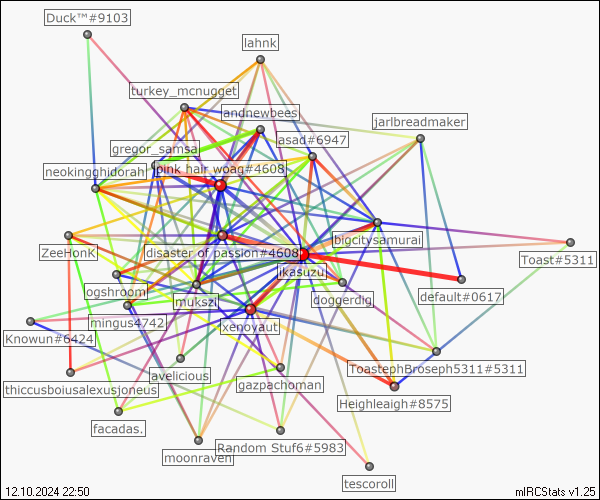 Duck™#9103
lahnk
turkey_mcnugget
andnewbees
jarlbreadmaker
asad#6947
gregor_samsa
pink hair woag#4608
neokingghidorah
bigcitysamurai
ZeeHonK
disaster of passion#4608
Toast#5311
ikasuzu
ogshroom
mukszi
doggerdig
default#0617
mingus4742
xenoyaut
Knowun#6424
ToastephBroseph5311#5311
avelicious
gazpachoman
thiccusboiusalexusjoneus
Heighleagh#8575
facadas.
Random Stuf6#5983
moonraven
tescoroll
12.10.2024 22:50
mIRCStats v1.25